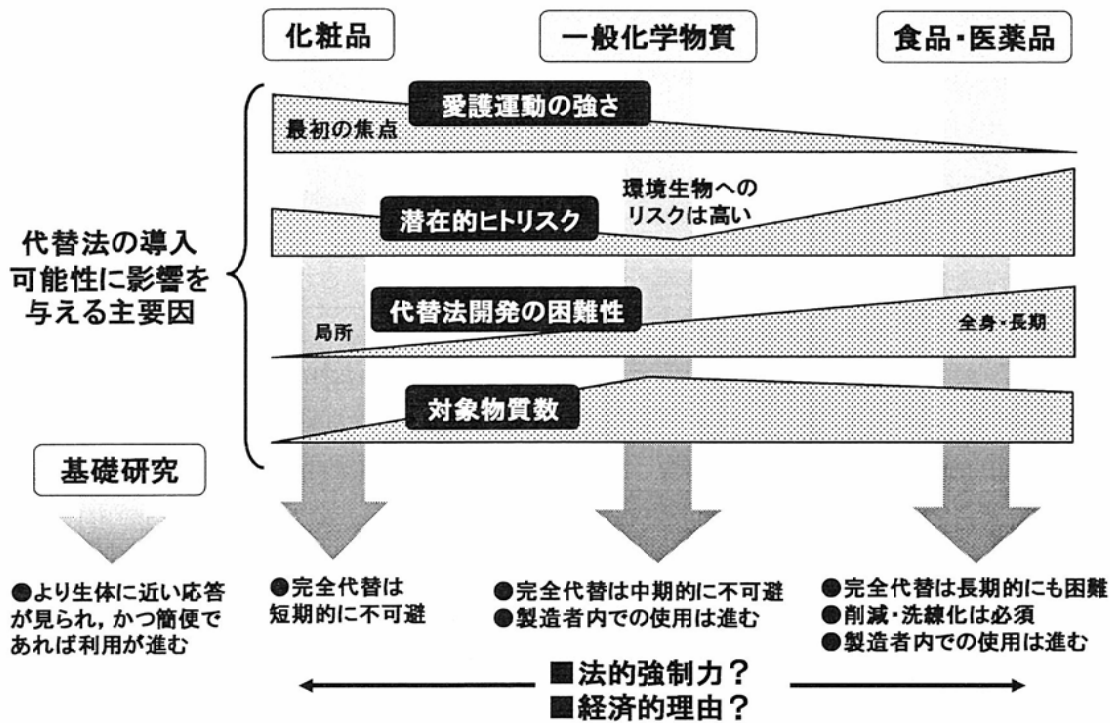 化粧品
一般化学物質
食品・医薬品
愛護運動の強さ
最初の焦点
環境生物への
リスクは高い
潜在的ヒトリスク
代替法の導入
可能性に影響を
与える主要因
代替法開発の困難性
局所
全身・長期
対象物質数
基礎研究
●より生体に近い応答
が見られ，かつ簡便で
あれば利用が進む
●完全代替は
短期的に不可避
●完全代替は中期的に不可避
●製造者内での使用は進む
●完全代替は長期的にも困難
●削減・洗練化は必須
●製造者内での使用は進む
■法的強制力？
■経済的理由？